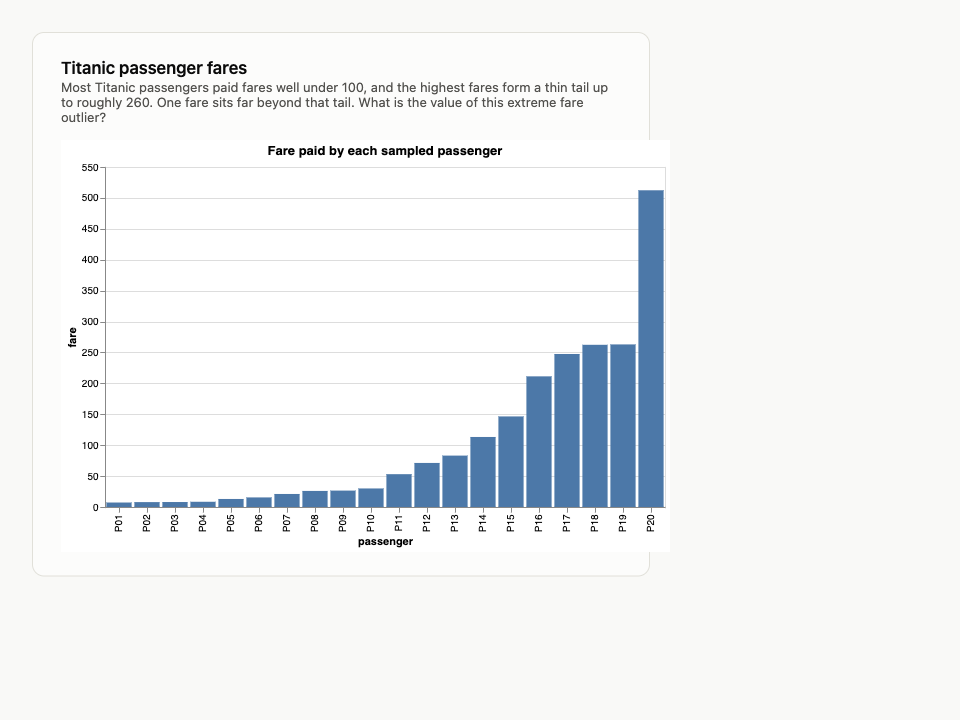 Titanic passenger fares
Most Titanic passengers paid fares well under 100, and the highest fares form a thin tail up
to roughly 260. One fare sits far beyond that tail. What is the value of this extreme fare
outlier?
Fare paid by each sampled passenger
550
500
450
400
350
300
250
200
150
100
50
0
fare
P01
P02
P03
P04
P05
P06
P07
P08
P09
P10
P11
P12
P13
P14
P15
P16
P17
P18
P19
P20
passenger